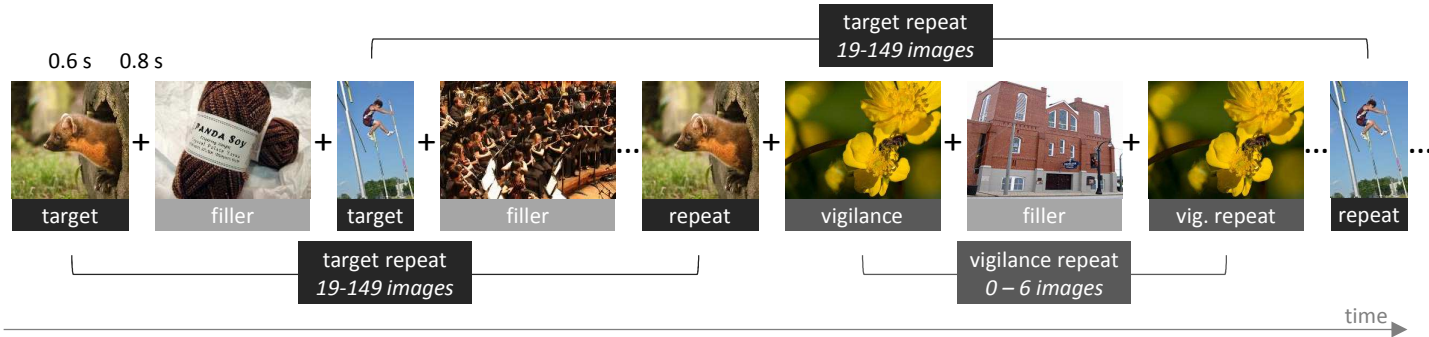 target repeat
19-149 images
0.6 s 0.8 s
PANDA SOY
+ + + ... + + + ... ...
target filler target filler repeat vigilance filler vig. repeat repeat
target repeat
19-149 images
vigilance repeat
0 – 6 images
time